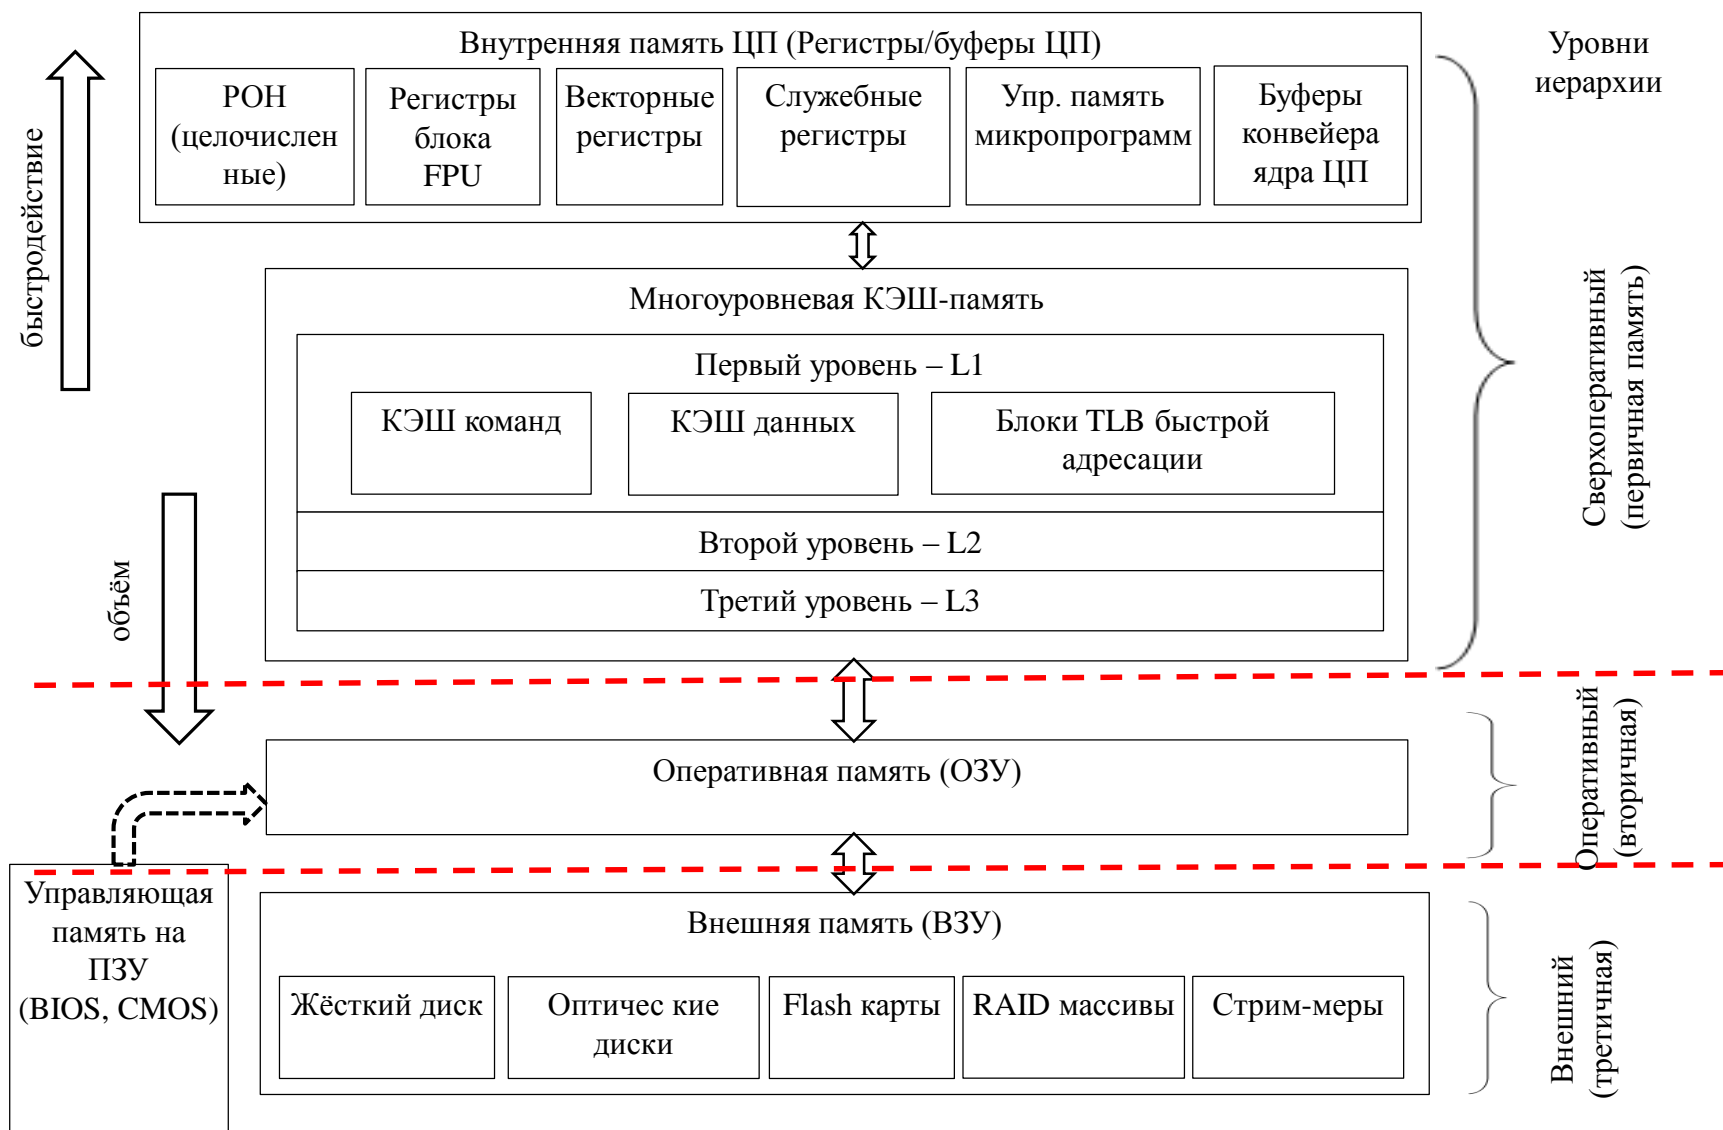 Внутренняя память ЦП (Регистры/буферы ЦП)
Уровни
иерархии
РОН
(целочислен
ные)
Регистры
блока
FPU
Векторные
регистры
Служебные
регистры
Упр. память
микропрограмм
Буферы
конвейера
ядра ЦП
быстродействие
Многоуровневая КЭШ-память
Первый уровень – L1
КЭШ команд
КЭШ данных
Блоки TLB быстрой
адресации
Второй уровень – L2
Третий уровень – L3
Сверхоперативный
(первичная память)
объём
Оперативная память (ОЗУ)
Оперативный
(вторичная)
Управляющая
память на
ПЗУ
(BIOS, CMOS)
Внешняя память (ВЗУ)
Жёсткий диск
Оптичес кие
диски
Flash карты
RAID массивы
Стрим-меры
Внешний
(третичная)